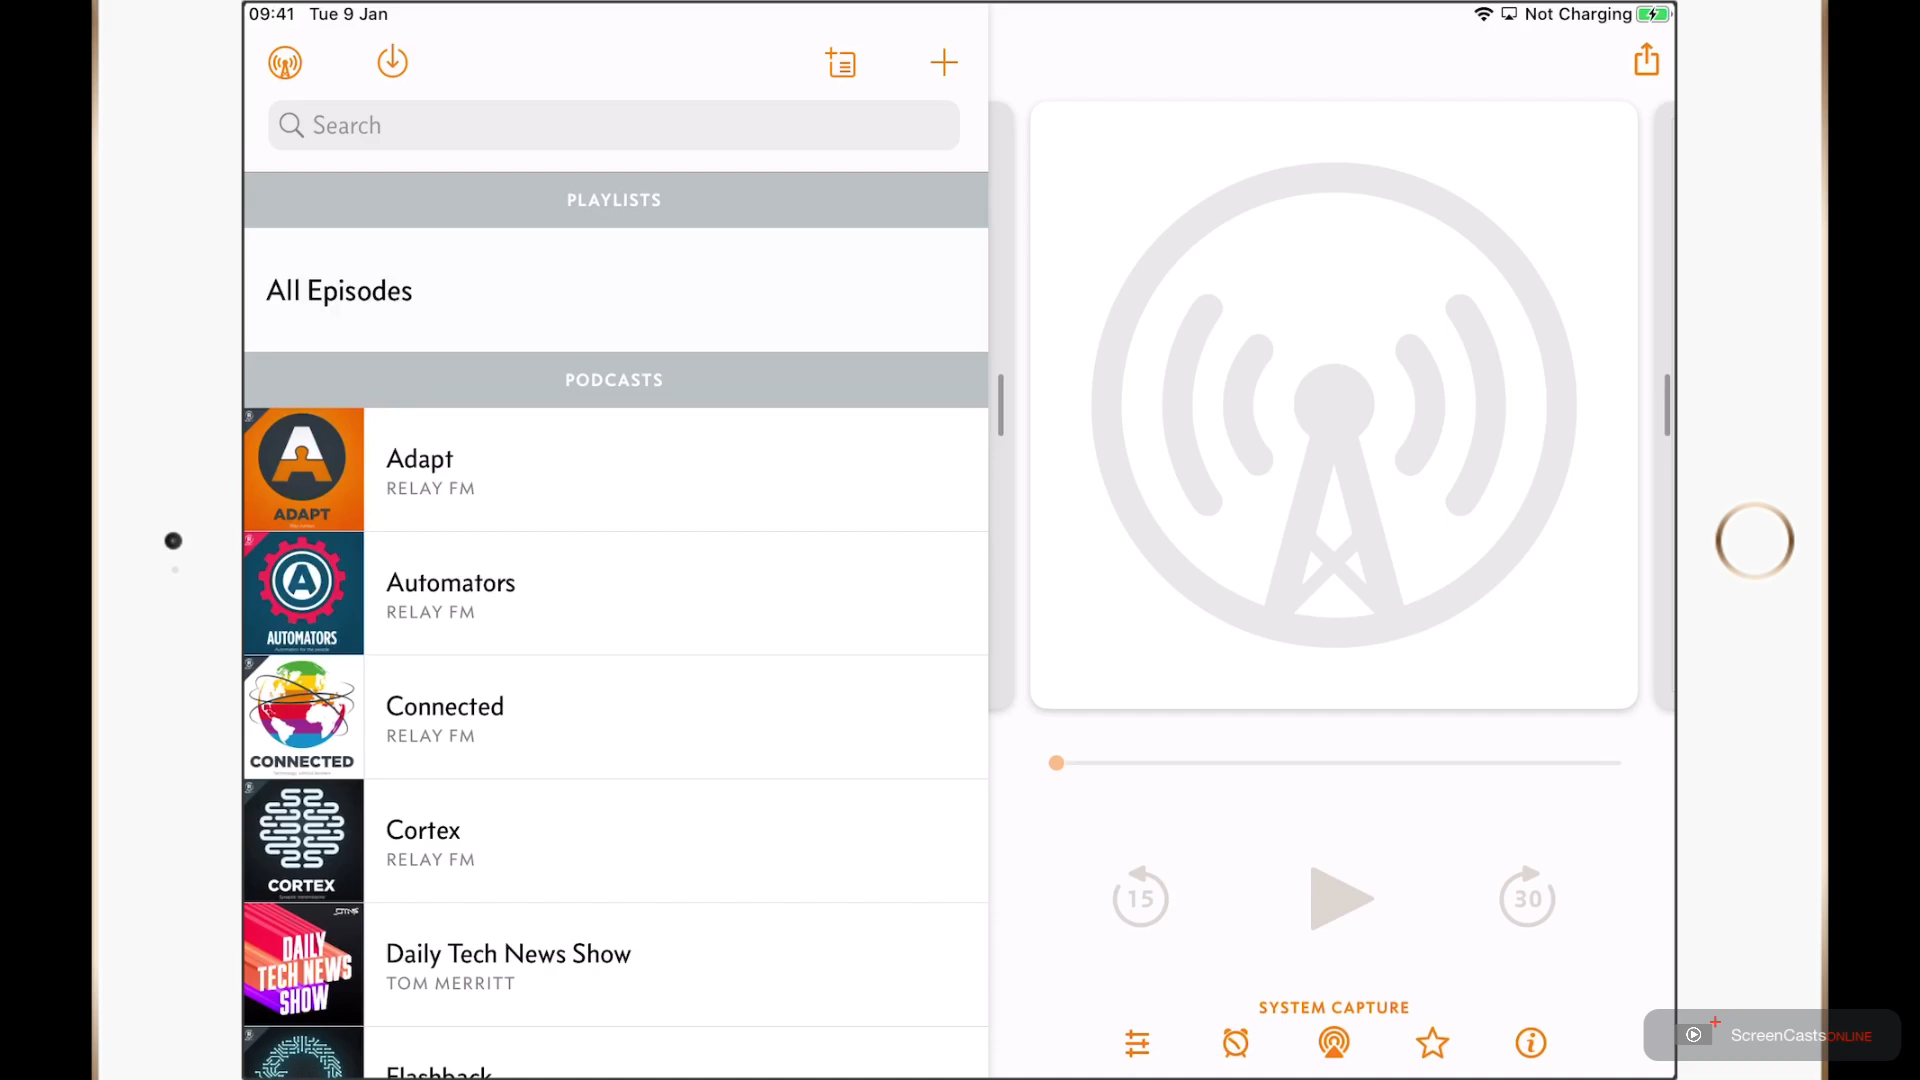 09:41 Tue 9 Jan
Not Charging
Search
PLAYLISTS
All Episodes
PODCASTS
ADAPT
Adapt
RELAY FM
AUTOMATORS
Automators
RELAY FM
CONNECTED
Connected
RELAY FM
CORTEX
Cortex
RELAY FM
DTNS
DAILY
TECH NEWS
SHOW
Daily Tech News Show
TOM MERRITT
Flashback
15
30
SYSTEM CAPTURE
ScreenCastsONLINE